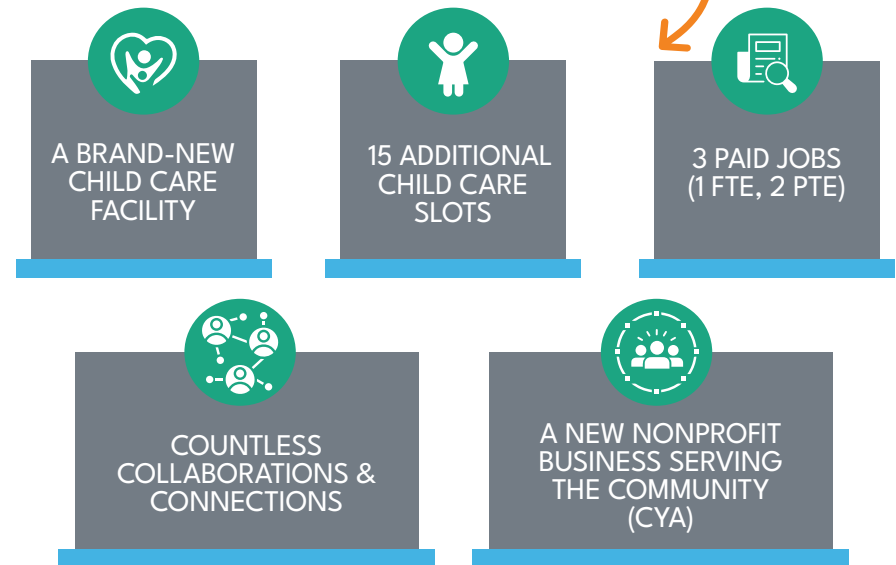 A BRAND-NEW
CHILD CARE
FACILITY
15 ADDITIONAL
CHILD CARE
SLOTS
3 PAID JOBS
(1 FTE, 2 PTE)
COUNTLESS
COLLABORATIONS &
CONNECTIONS
A NEW NONPROFIT
BUSINESS SERVING
THE COMMUNITY
(CYA)